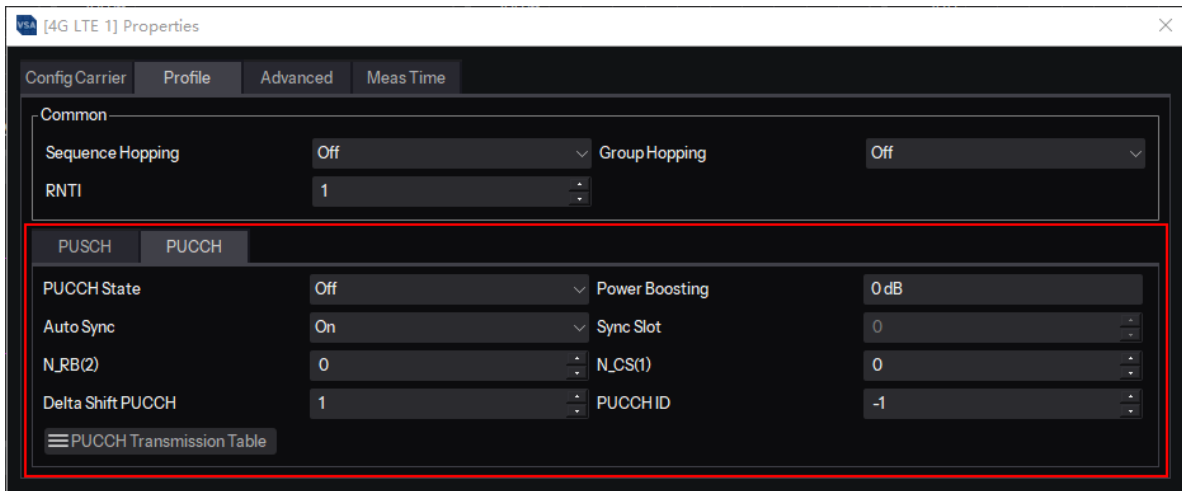 VSA [4G LTE 1] Properties
Config Carrier Profile Advanced Meas Time
Common
Sequence Hopping Off Group Hopping Off
RNTI 1
PUSCH PUCCH
PUCCH State Off Power Boosting 0 dB
Auto Sync On Sync Slot 0
N_RB(2) 0 N_CS(1) 0
Delta Shift PUCCH 1 PUCCH ID -1
PUCCH Transmission Table